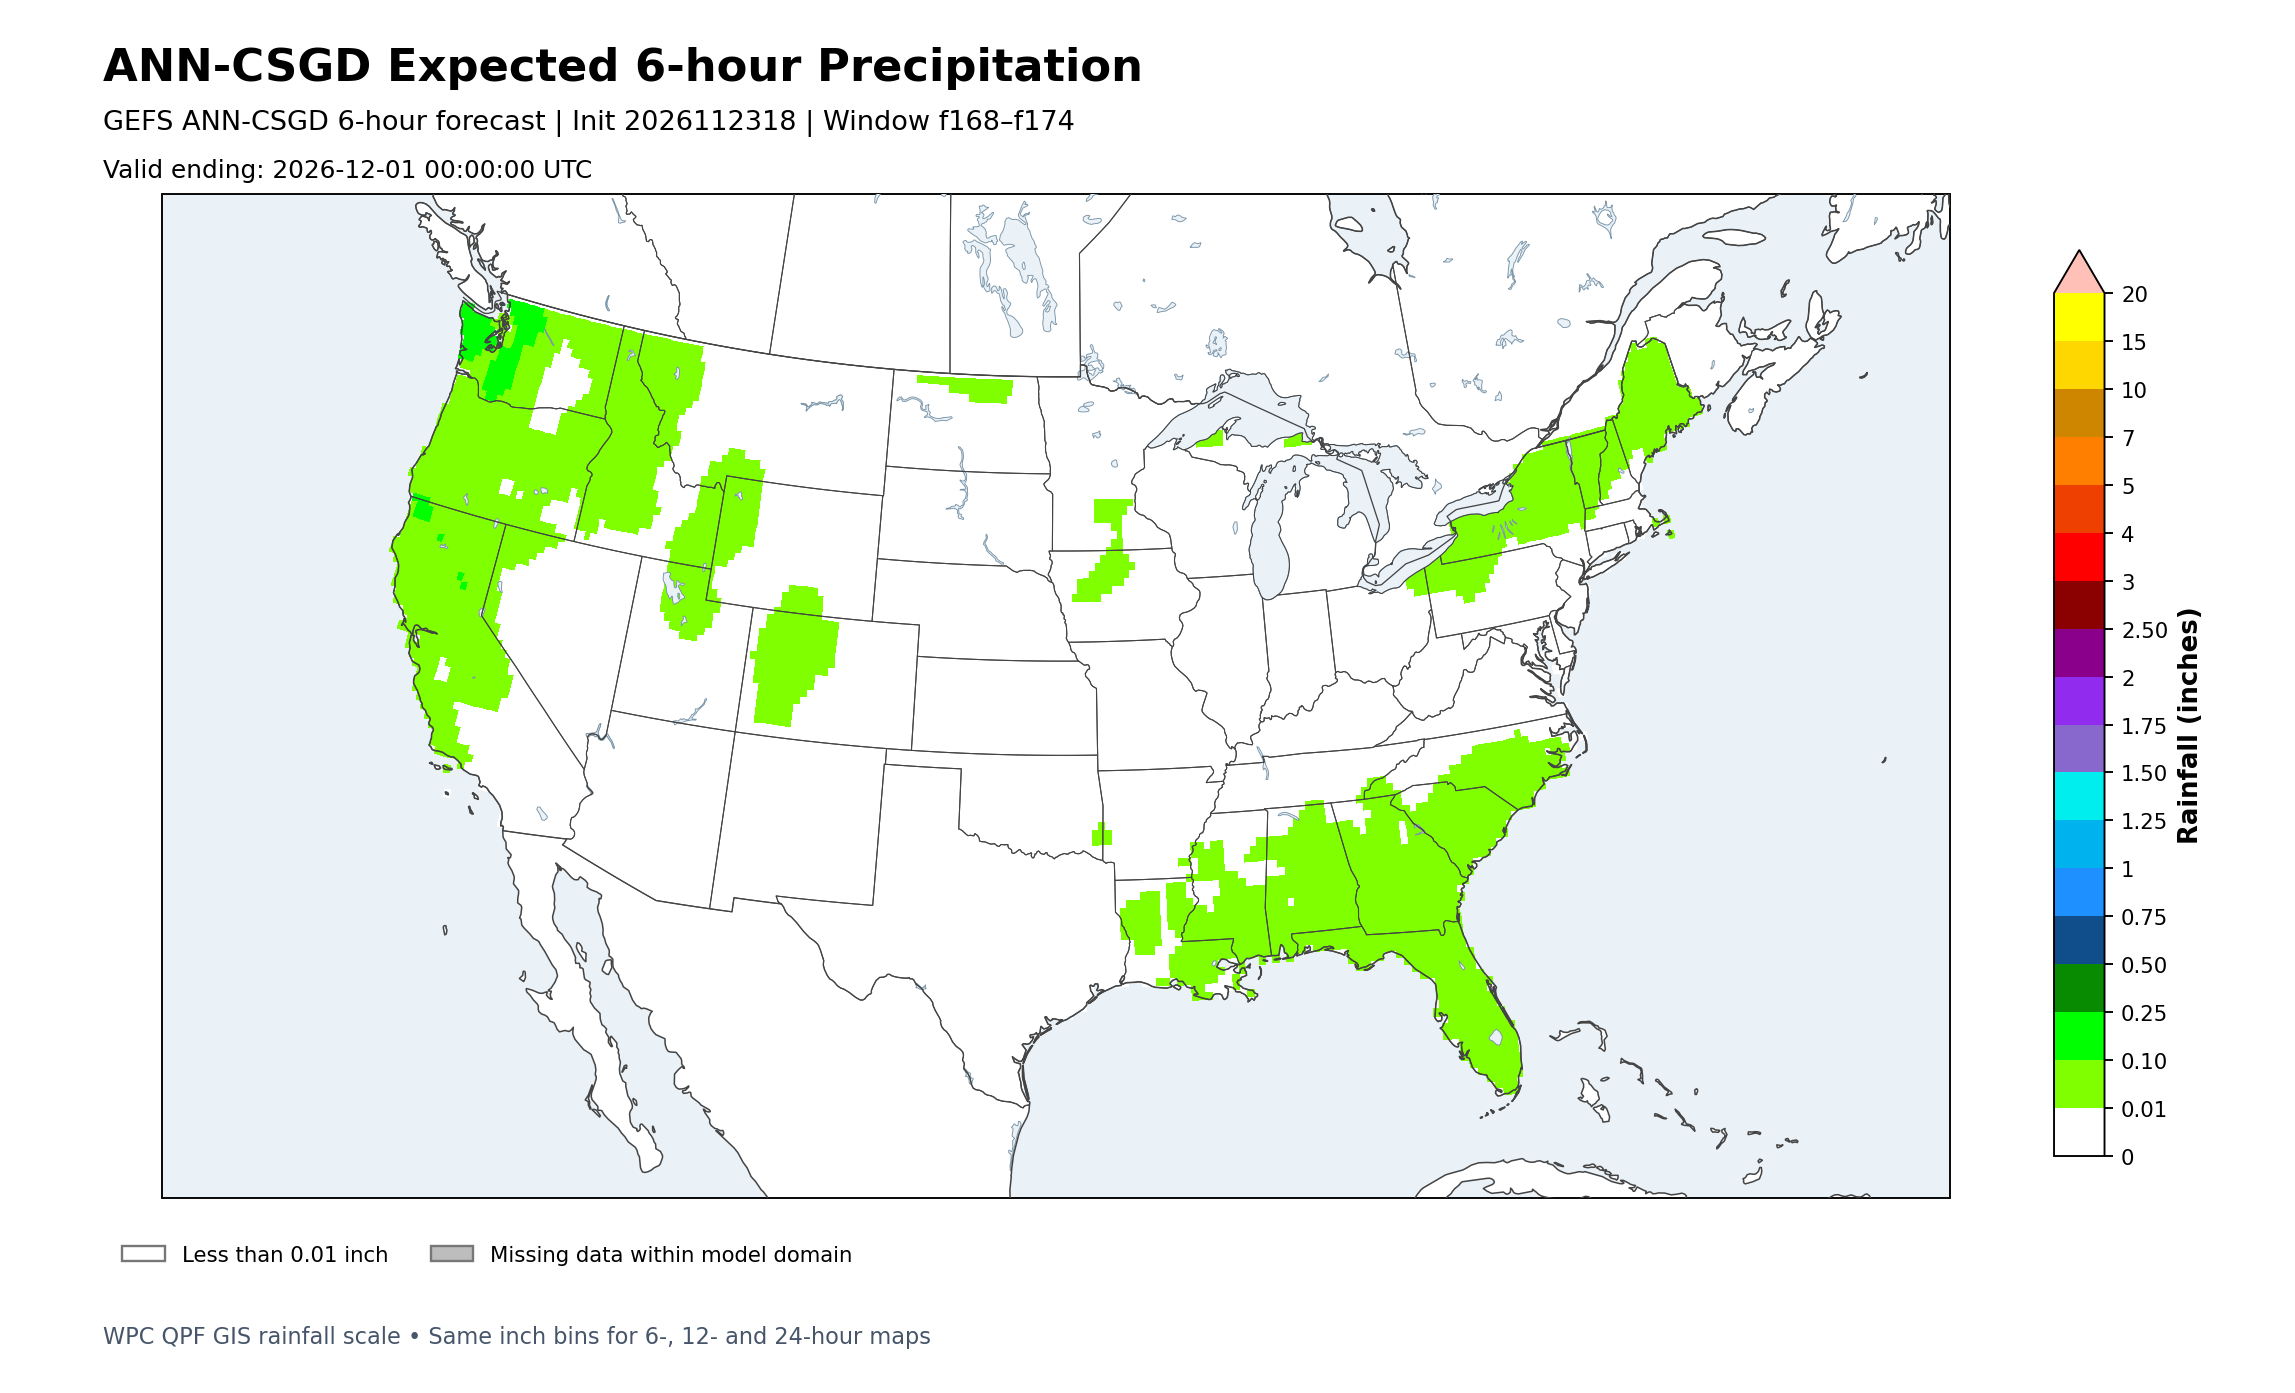 ANN-CSGD Expected 6-hour Precipitation
GEFS ANN-CSGD 6-hour forecast | Init 2026112318 | Window f168–f174
Valid ending: 2026-12-01 00:00:00 UTC
20
15
10
7
5
4
3
2.50
2
1.75
1.50
1.25
1
0.75
0.50
0.25
0.10
0.01
0
Rainfall (inches)
Less than 0.01 inch
Missing data within model domain
WPC QPF GIS rainfall scale • Same inch bins for 6-, 12- and 24-hour maps